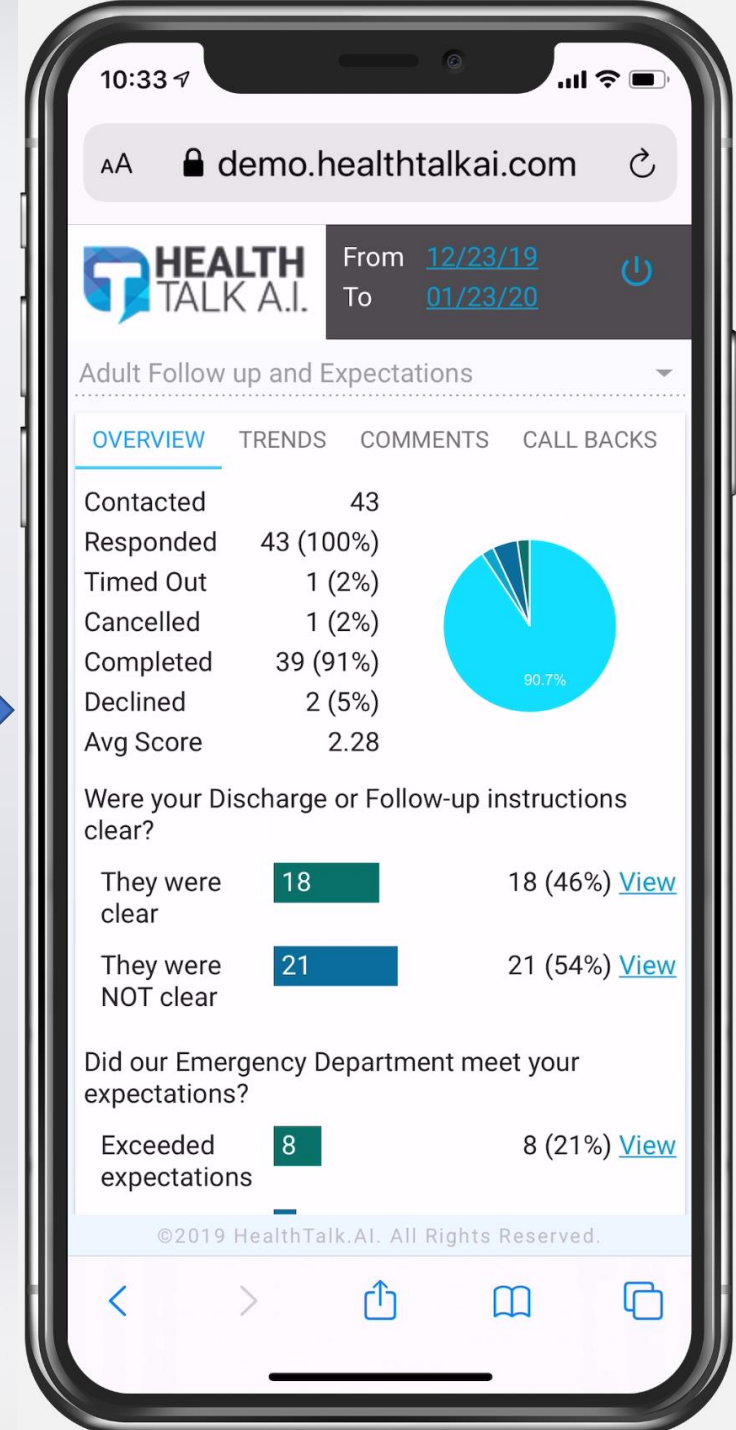 10:33
AA demo.healthtalkai.com
HEALTH
TALK A.I.
From 12/23/19
To 01/23/20
Adult Follow up and Expectations
OVERVIEW TRENDS COMMENTS CALL BACKS
Contacted 43
Responded 43 (100%)
Timed Out 1 (2%)
Cancelled 1 (2%)
Completed 39 (91%)
Declined 2 (5%)
Avg Score 2.28
90.7%
Were your Discharge or Follow-up instructions
clear?
They were 18 18 (46%) View
clear
They were 21 21 (54%) View
NOT clear
Did our Emergency Department meet your
expectations?
Exceeded 8 8 (21%) View
expectations
©2019 HealthTalk.AI. All Rights Reserved.